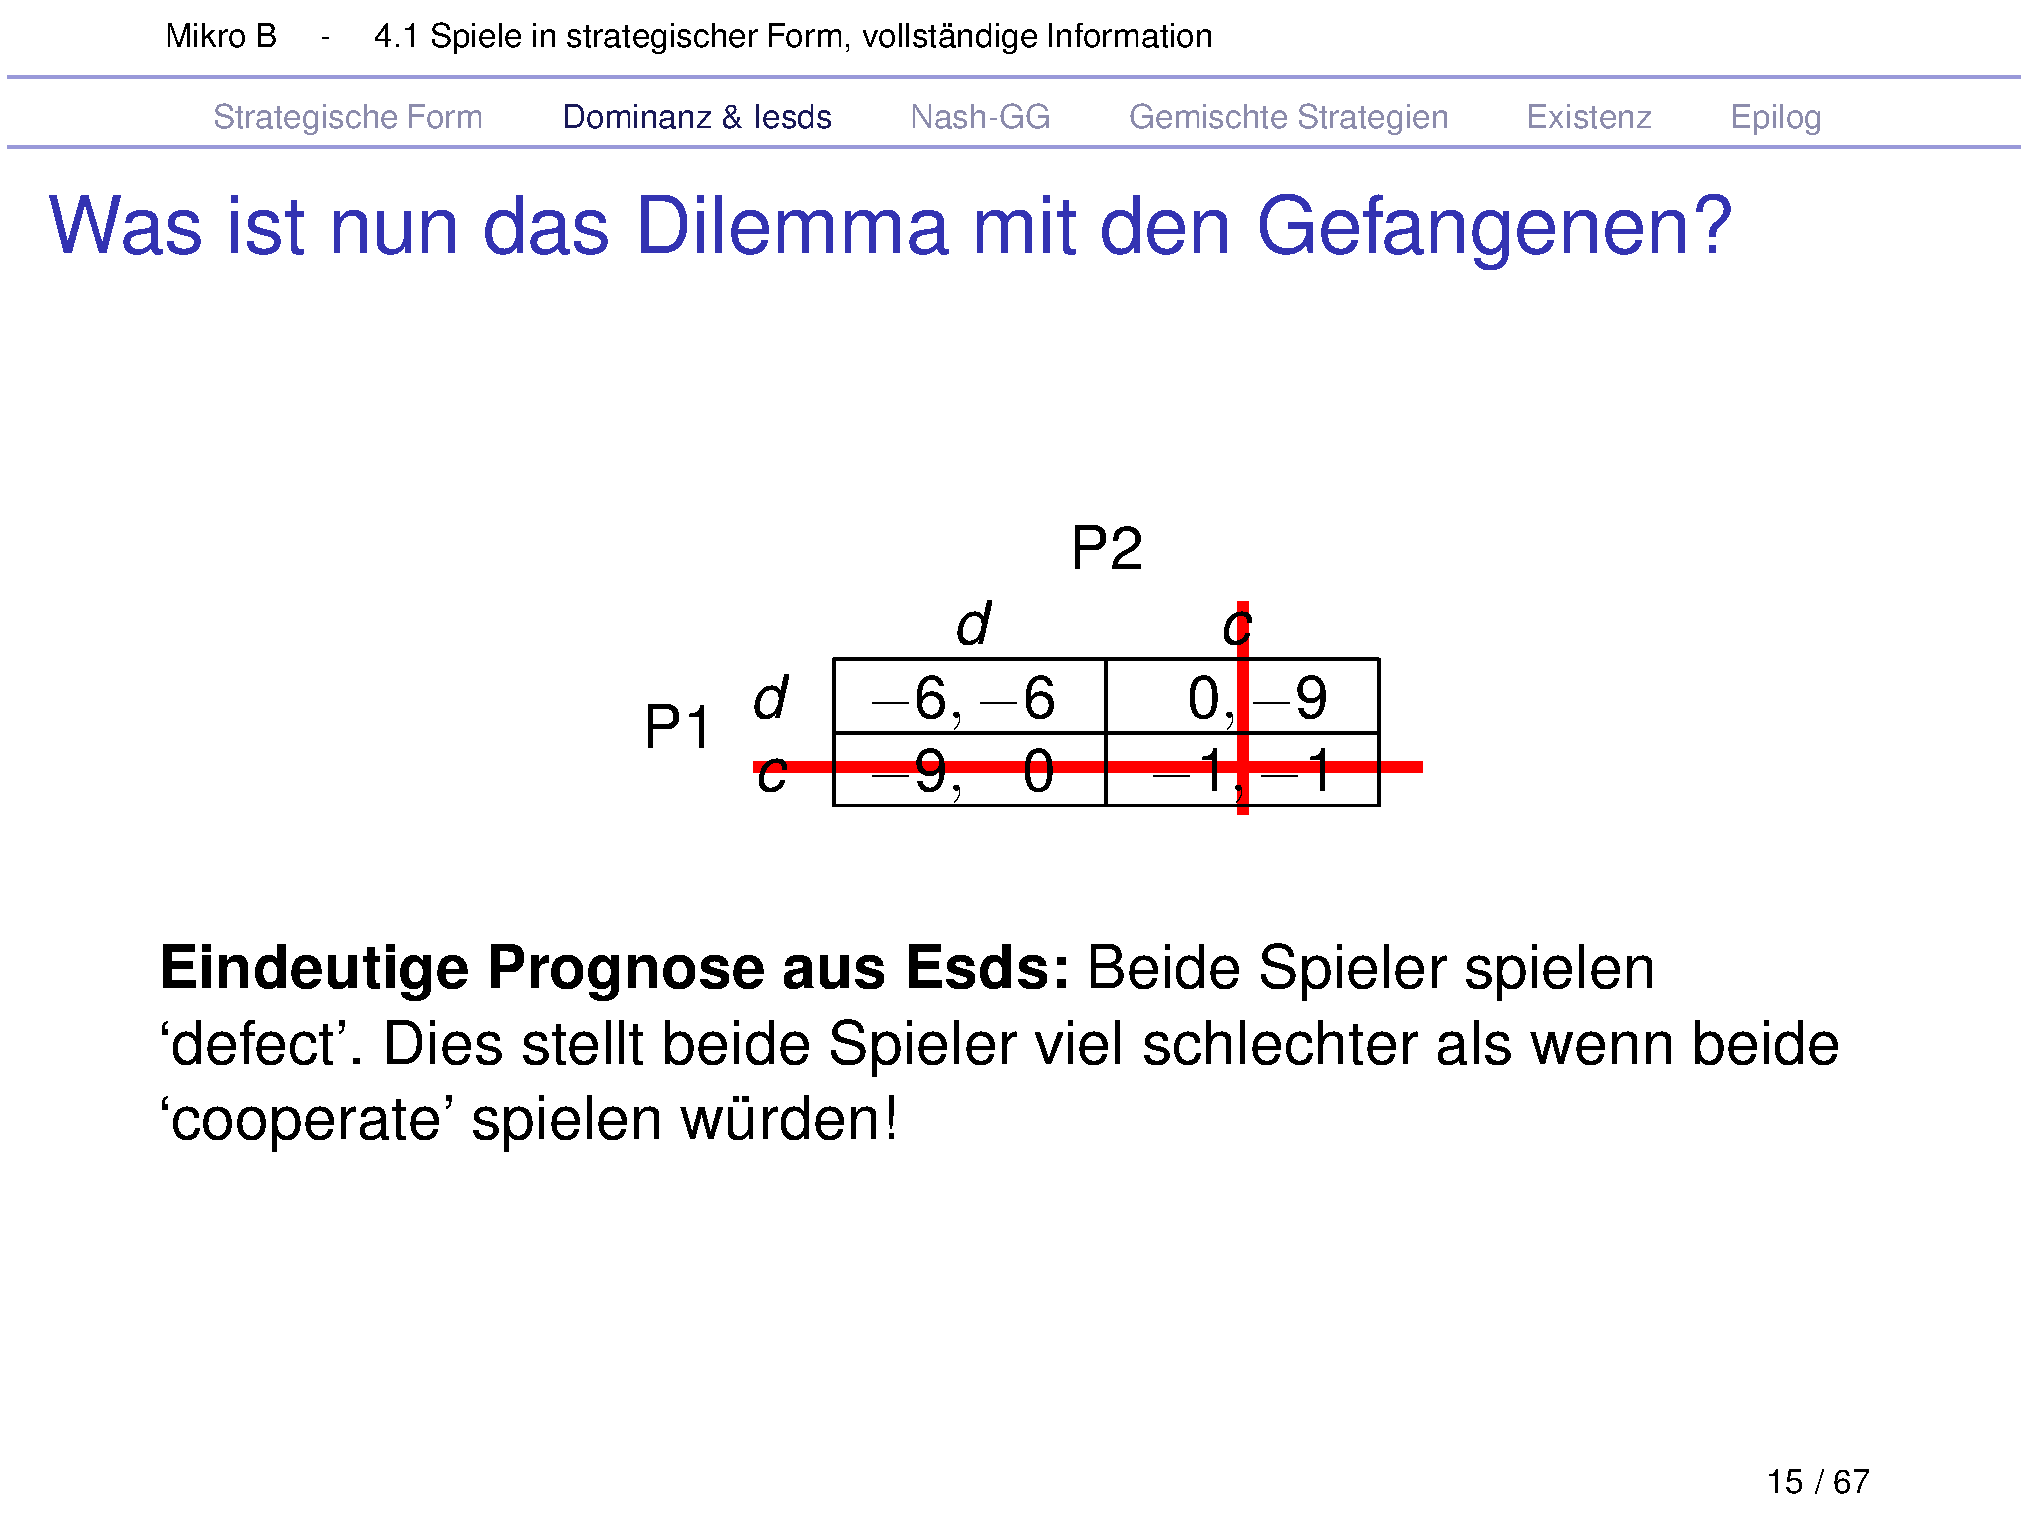 Mikro B - 4.1 Spiele in strategischer Form, vollständige Information
Strategische Form Dominanz & Iesds Nash-GG Gemischte Strategien Existenz Epilog
Was ist nun das Dilemma mit den Gefangenen?
P2
d c
P1
d −6, −6 0, −9
c −9, 0 −1, −1
Eindeutige Prognose aus Esds: Beide Spieler spielen
‘defect’. Dies stellt beide Spieler viel schlechter als wenn beide
‘cooperate’ spielen würden!
15 / 67